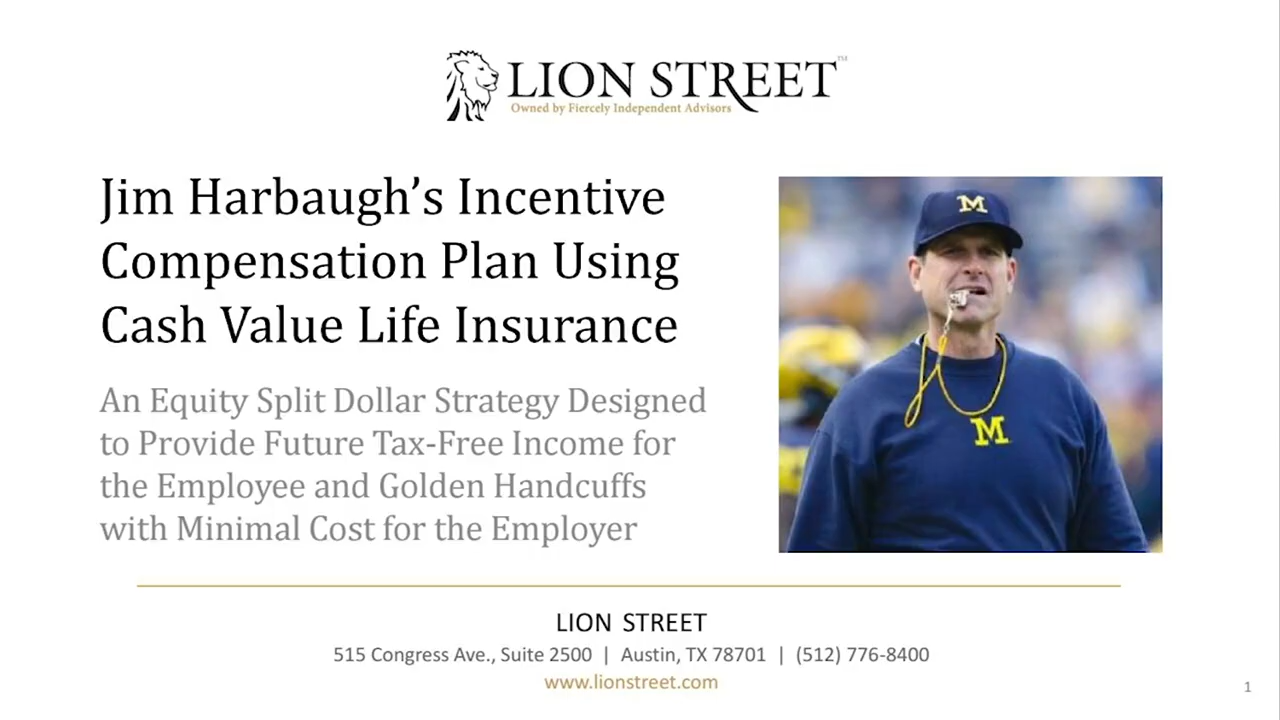 LION STREET™
Owned by Fiercely Independent Advisors
Jim Harbaugh’s Incentive
Compensation Plan Using
Cash Value Life Insurance
An Equity Split Dollar Strategy Designed
to Provide Future Tax-Free Income for
the Employee and Golden Handcuffs
with Minimal Cost for the Employer
M
M
LION STREET
515 Congress Ave., Suite 2500 | Austin, TX 78701 | (512) 776-8400
www.lionstreet.com
1